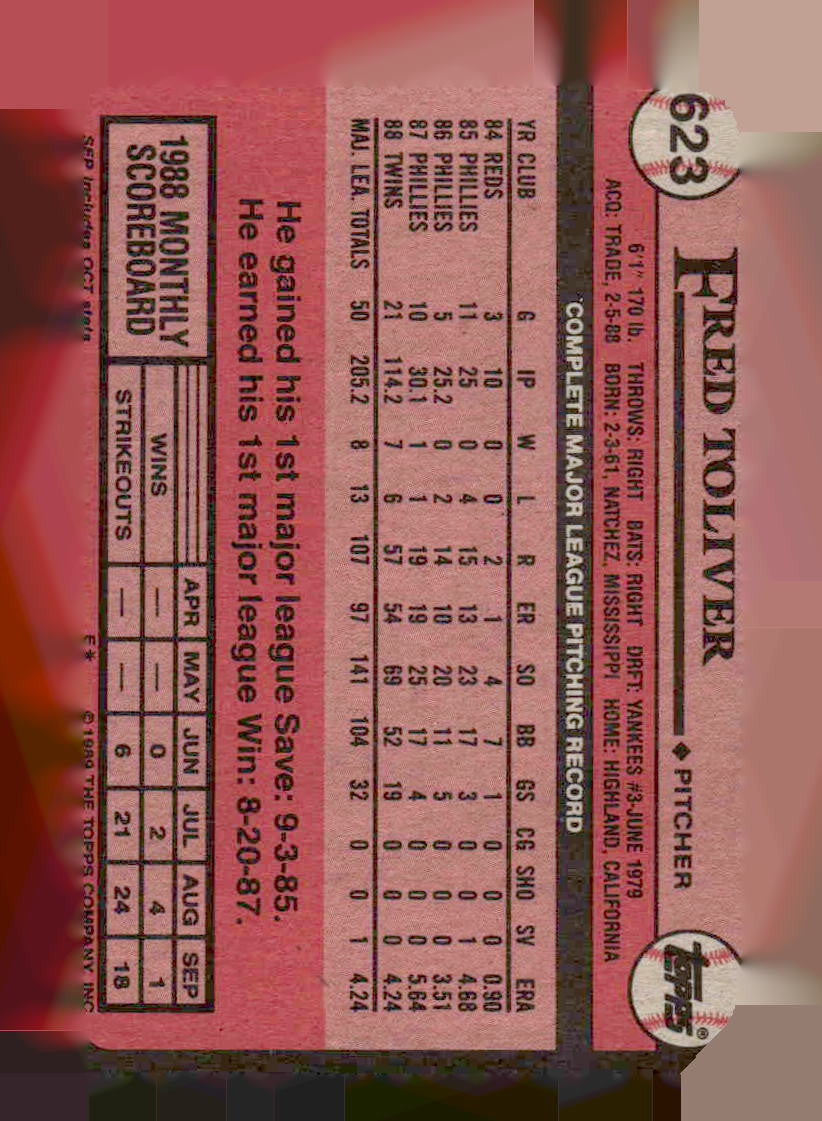 623
FRED TOLIVER ◆ PITCHER
TOPPS®
6'1" 170 lb. THROWS: RIGHT BATS: RIGHT DRFT: YANKEES #3-JUNE 1979
ACQ: TRADE, 2-5-88 BORN: 2-3-61, NATCHEZ, MISSISSIPPI HOME: HIGHLAND, CALIFORNIA
COMPLETE MAJOR LEAGUE PITCHING RECORD
YR CLUB G IP W L R ER SO BB GS CG SHO SV ERA
84 REDS 3 10 0 0 2 1 4 7 1 0 0 0 0.90
85 PHILLIES 11 25 0 4 15 13 23 17 3 0 0 1 4.68
86 PHILLIES 5 25.2 0 2 14 10 20 11 5 0 0 0 3.51
87 PHILLIES 10 30.1 1 1 19 19 25 17 4 0 0 0 5.64
88 TWINS 21 114.2 7 6 57 54 69 52 19 0 0 0 4.24
MAJ. LEA. TOTALS 50 205.2 8 13 107 97 141 104 32 0 0 1 4.24
He gained his 1st major league Save: 9-3-85.
He earned his 1st major league Win: 8-20-87.
1988 MONTHLY SCOREBOARD
APR MAY JUN JUL AUG SEP
WINS — — 0 2 4 1
STRIKEOUTS — — 6 21 24 18
SEP includes OCT stats E* ©1989 THE TOPPS COMPANY, INC